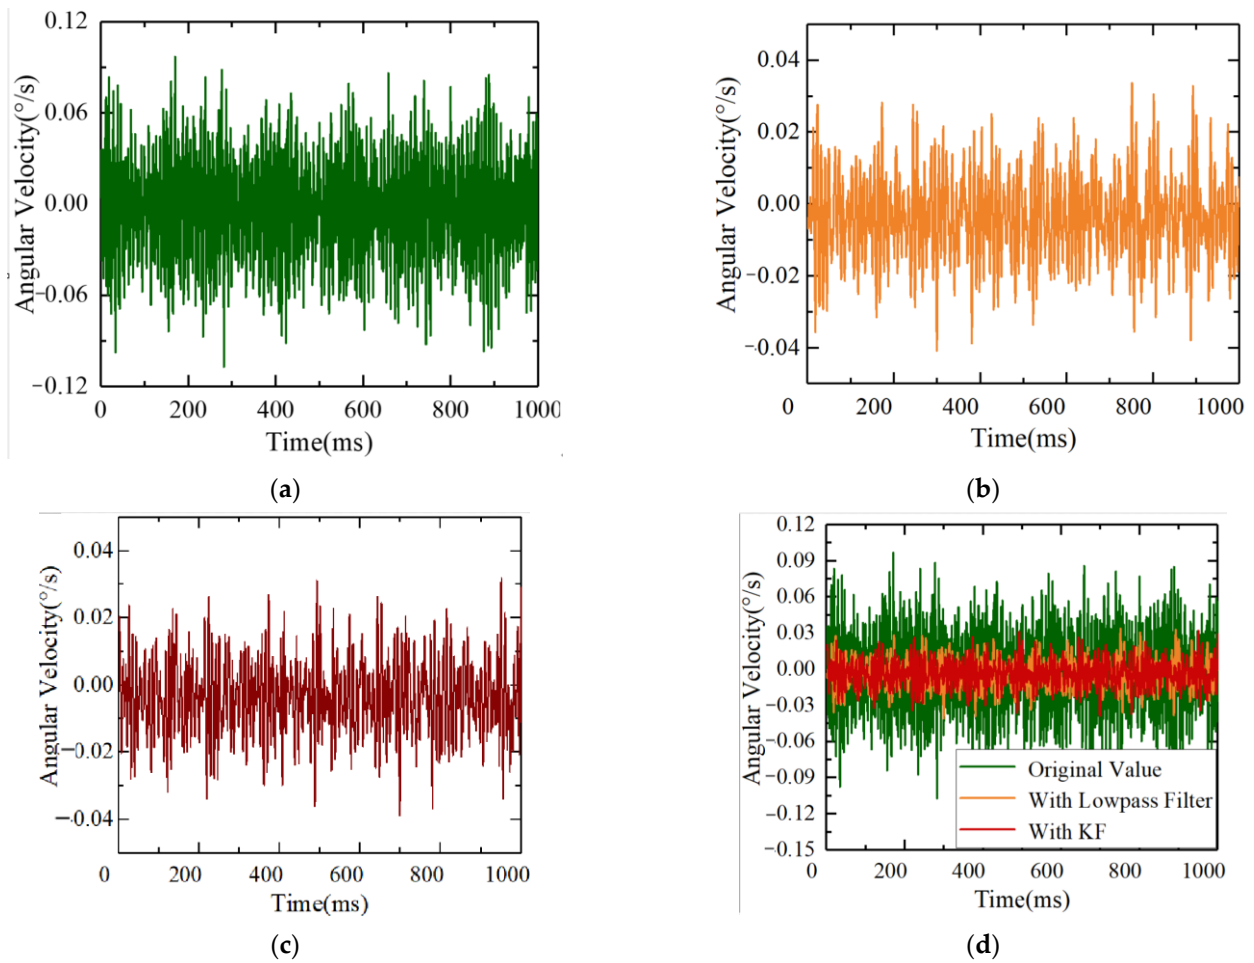 0.12
0.06
0.00
−0.06
−0.12
Angular Velocity(°/s)
0 200 400 600 800 1000
Time(ms)
(a)
0.04
0.02
0.00
−0.02
−0.04
Angular Velocity(°/s)
0 200 400 600 800 1000
Time(ms)
(b)
0.04
0.02
0.00
−0.02
−0.04
Angular Velocity(°/s)
0 200 400 600 800 1000
Time(ms)
(c)
0.12
0.09
0.06
0.03
0.00
−0.03
−0.06
−0.09
−0.12
−0.15
Angular Velocity(°/s)
Original Value
With Lowpass Filter
With KF
0 200 400 600 800 1000
Time(ms)
(d)